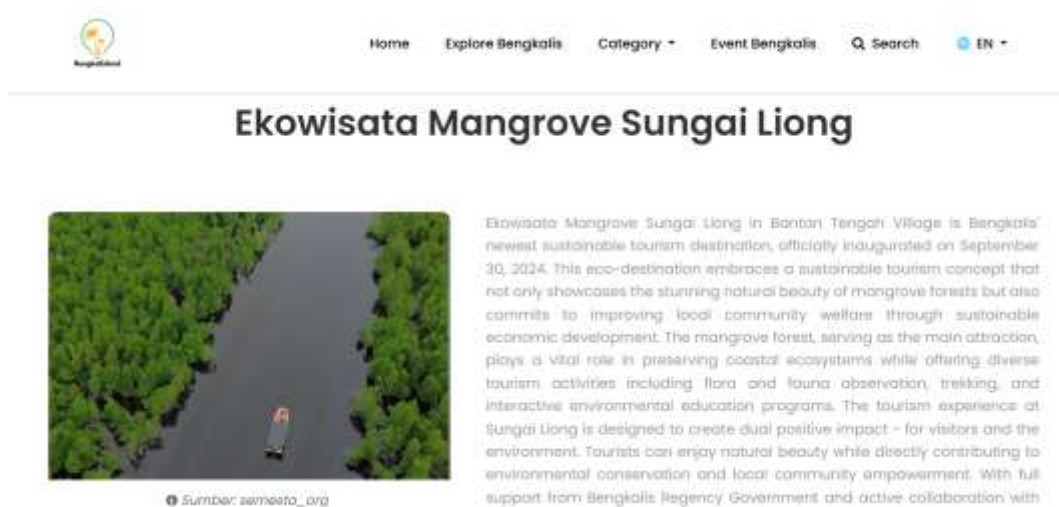 Home Explore Bengkalis Category Event Bengkalis Search EN
Ekowisata Mangrove Sungai Liong
Ekowisata Mangrove Sungai Liong in Bantan Tengah Village is Bengkalis'
newest sustainable tourism destination, officially inaugurated on September
30, 2024. This eco-destination embraces a sustainable tourism concept that
not only showcases the stunning natural beauty of mangrove forests but also
commits to improving local community welfare through sustainable
economic development. The mangrove forest, serving as the main attraction,
plays a vital role in preserving coastal ecosystems while offering diverse
tourism activities including flora and fauna observation, trekking, and
interactive environmental education programs. The tourism experience at
Sungai Liong is designed to create dual positive impact - for visitors and the
environment. Tourists can enjoy natural beauty while directly contributing to
environmental conservation and local community empowerment. With full
support from Bengkalis Regency Government and active collaboration with
Sumber: semesta_org